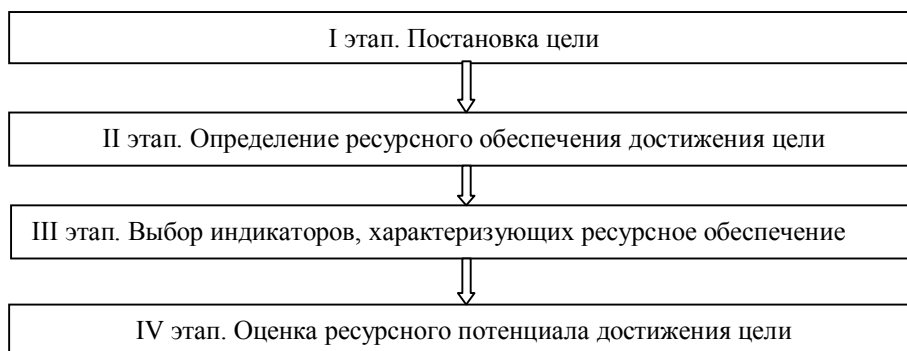 I этап. Постановка цели
II этап. Определение ресурсного обеспечения достижения цели
III этап. Выбор индикаторов, характеризующих ресурсное обеспечение
IV этап. Оценка ресурсного потенциала достижения цели